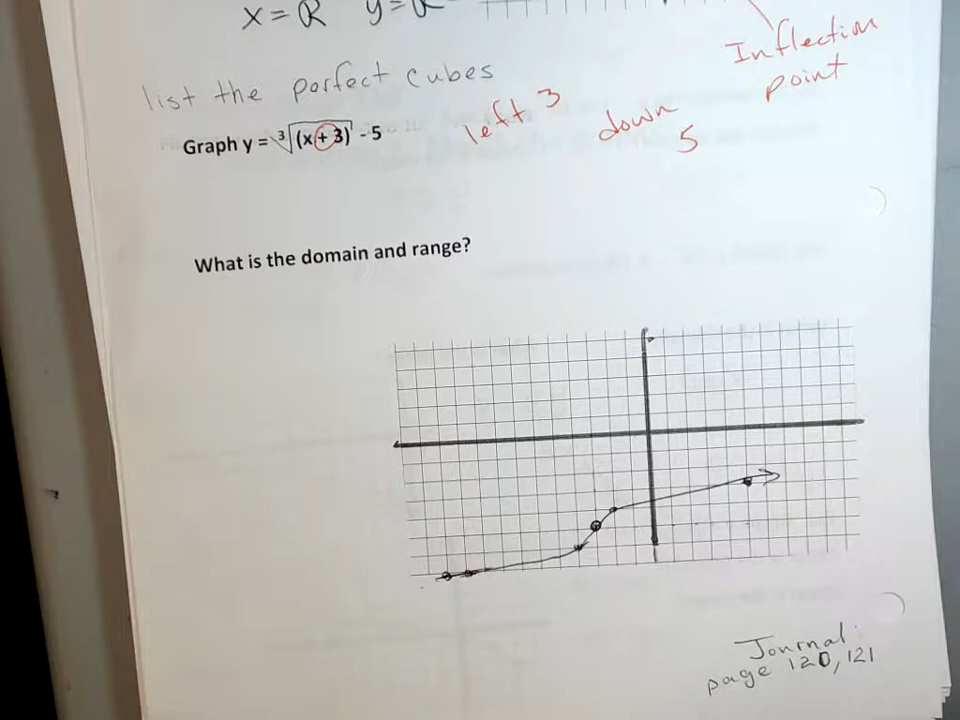 x = ℝ y = ℝ
Inflection
point
list the perfect cubes
left 3
down
5
Graph y = ∛(x + 3) - 5
What is the domain and range?
Journal:
page 120, 121